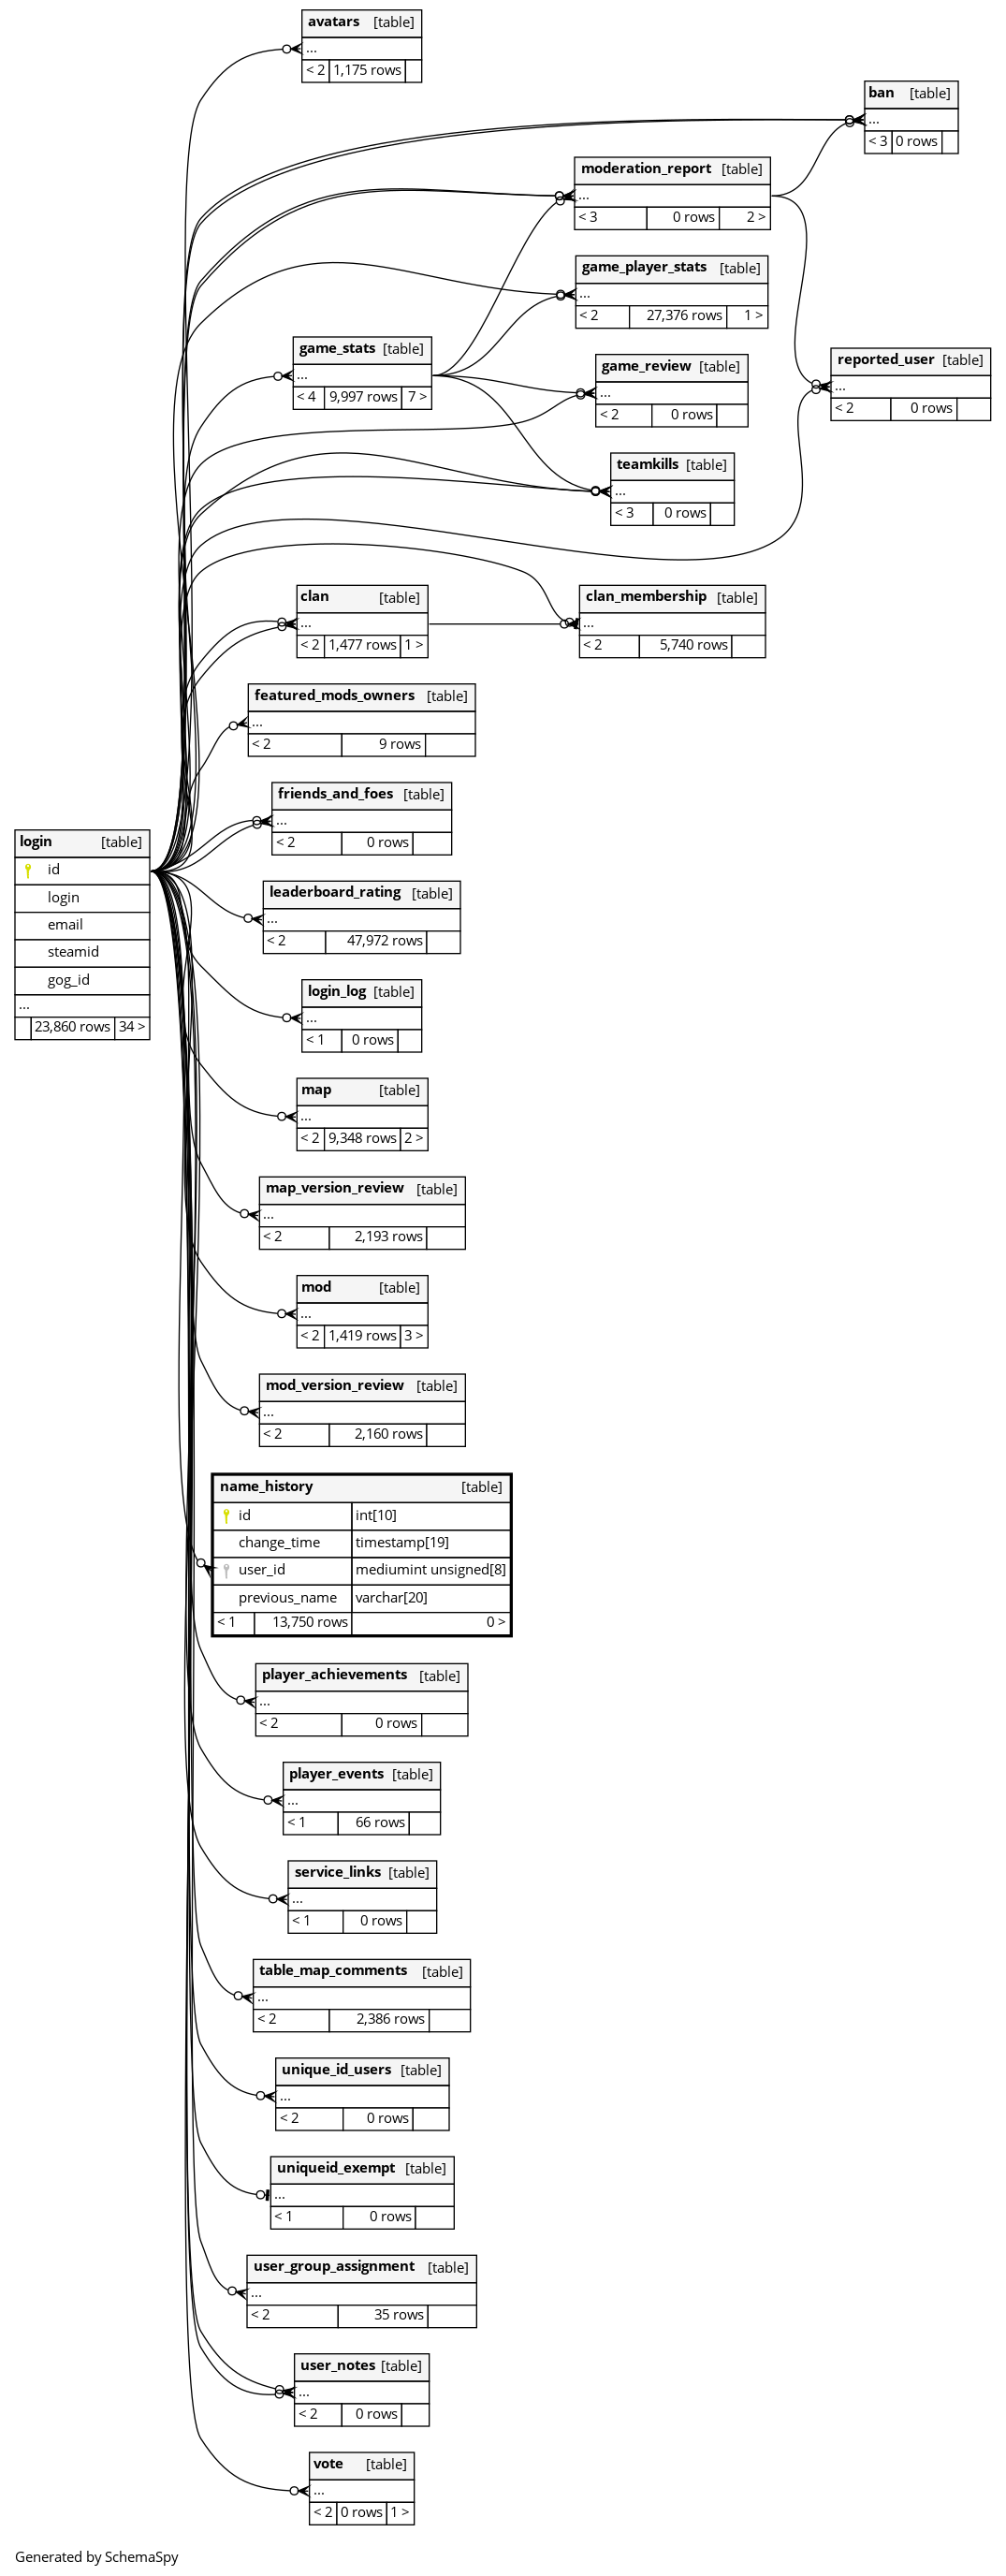 avatars [table]
...
< 2 1,175 rows
ban [table]
...
< 3 0 rows
moderation_report [table]
...
< 3 0 rows 2 >
game_player_stats [table]
...
< 2 27,376 rows 1 >
game_stats [table]
...
< 4 9,997 rows 7 >
game_review [table]
...
< 2 0 rows
reported_user [table]
...
< 2 0 rows
teamkills [table]
...
< 3 0 rows
clan [table]
...
< 2 1,477 rows 1 >
clan_membership [table]
...
< 2 5,740 rows
featured_mods_owners [table]
...
< 2 9 rows
friends_and_foes [table]
...
< 2 0 rows
login [table]
id
login
email
steamid
gog_id
...
23,860 rows 34 >
leaderboard_rating [table]
...
< 2 47,972 rows
login_log [table]
...
< 1 0 rows
map [table]
...
< 2 9,348 rows 2 >
map_version_review [table]
...
< 2 2,193 rows
mod [table]
...
< 2 1,419 rows 3 >
mod_version_review [table]
...
< 2 2,160 rows
name_history [table]
id int[10]
change_time timestamp[19]
user_id mediumint unsigned[8]
previous_name varchar[20]
< 1 13,750 rows 0 >
player_achievements [table]
...
< 2 0 rows
player_events [table]
...
< 1 66 rows
service_links [table]
...
< 1 0 rows
table_map_comments [table]
...
< 2 2,386 rows
unique_id_users [table]
...
< 2 0 rows
uniqueid_exempt [table]
...
< 1 0 rows
user_group_assignment [table]
...
< 2 35 rows
user_notes [table]
...
< 2 0 rows
vote [table]
...
< 2 0 rows 1 >
Generated by SchemaSpy